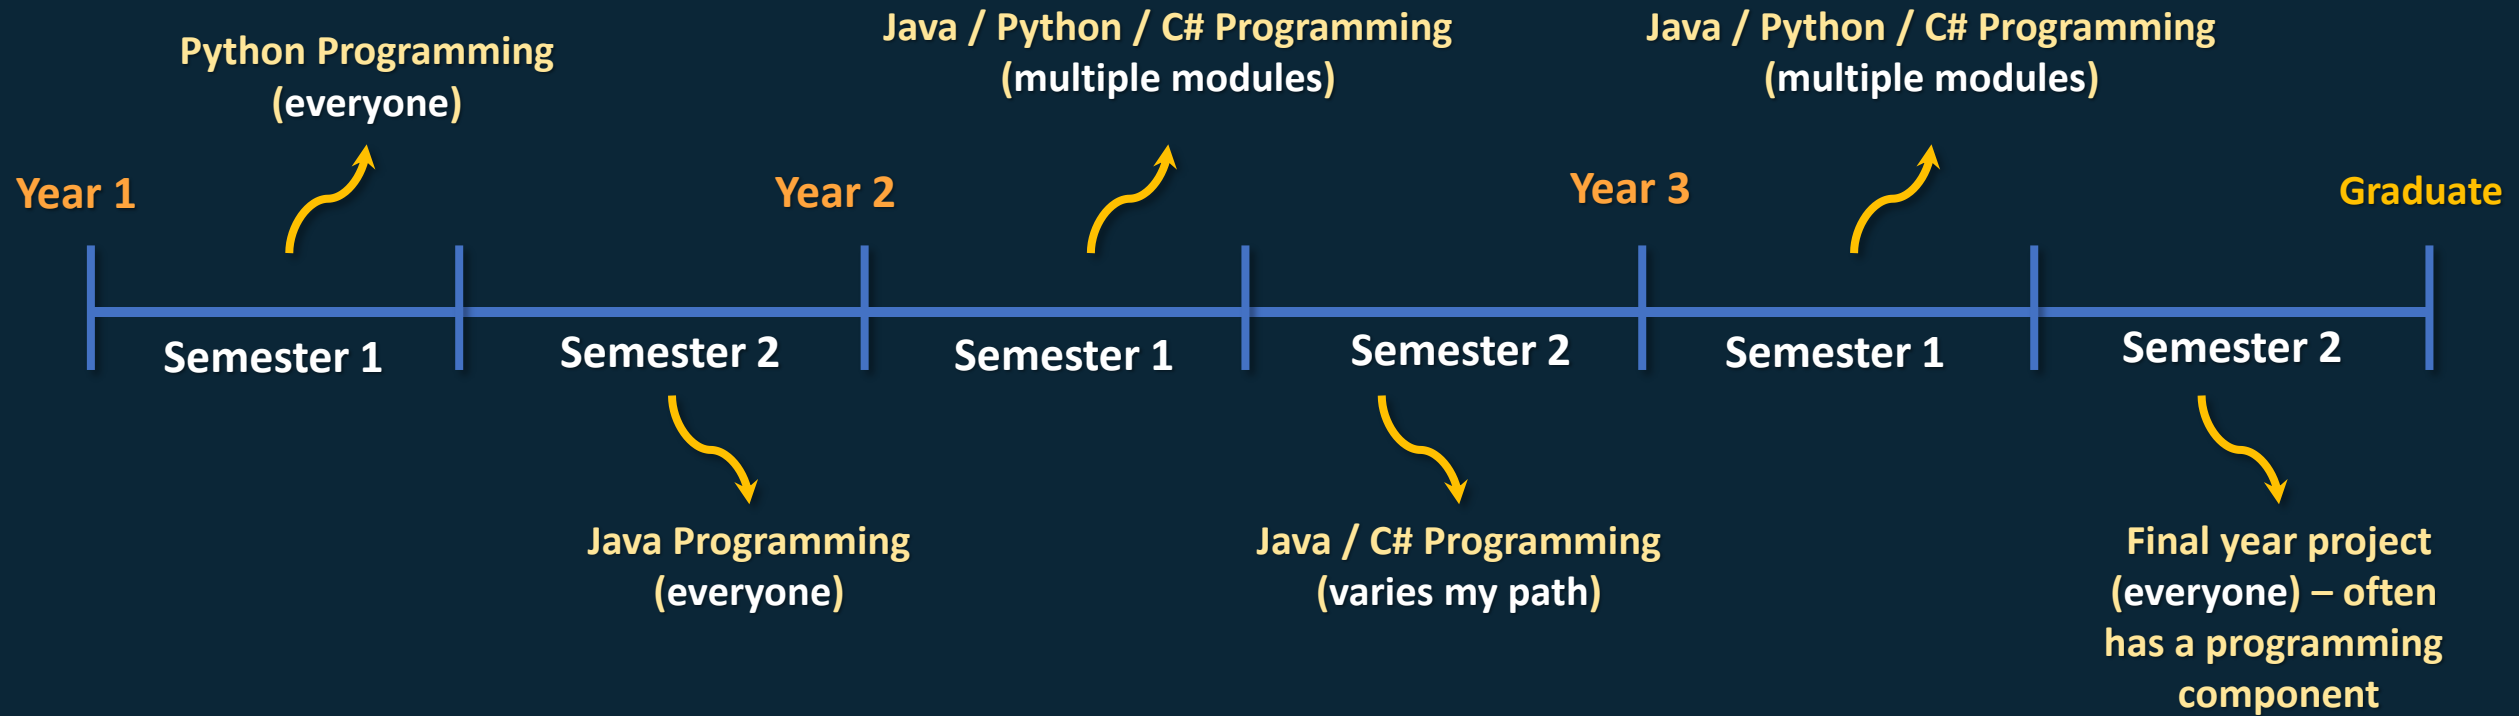 Python Programming
(everyone)
Java / Python / C# Programming
(multiple modules)
Java / Python / C# Programming
(multiple modules)
Year 1
Year 2
Year 3
Graduate
Semester 1
Semester 2
Semester 1
Semester 2
Semester 1
Semester 2
Java Programming
(everyone)
Java / C# Programming
(varies my path)
Final year project
(everyone) – often
has a programming
component